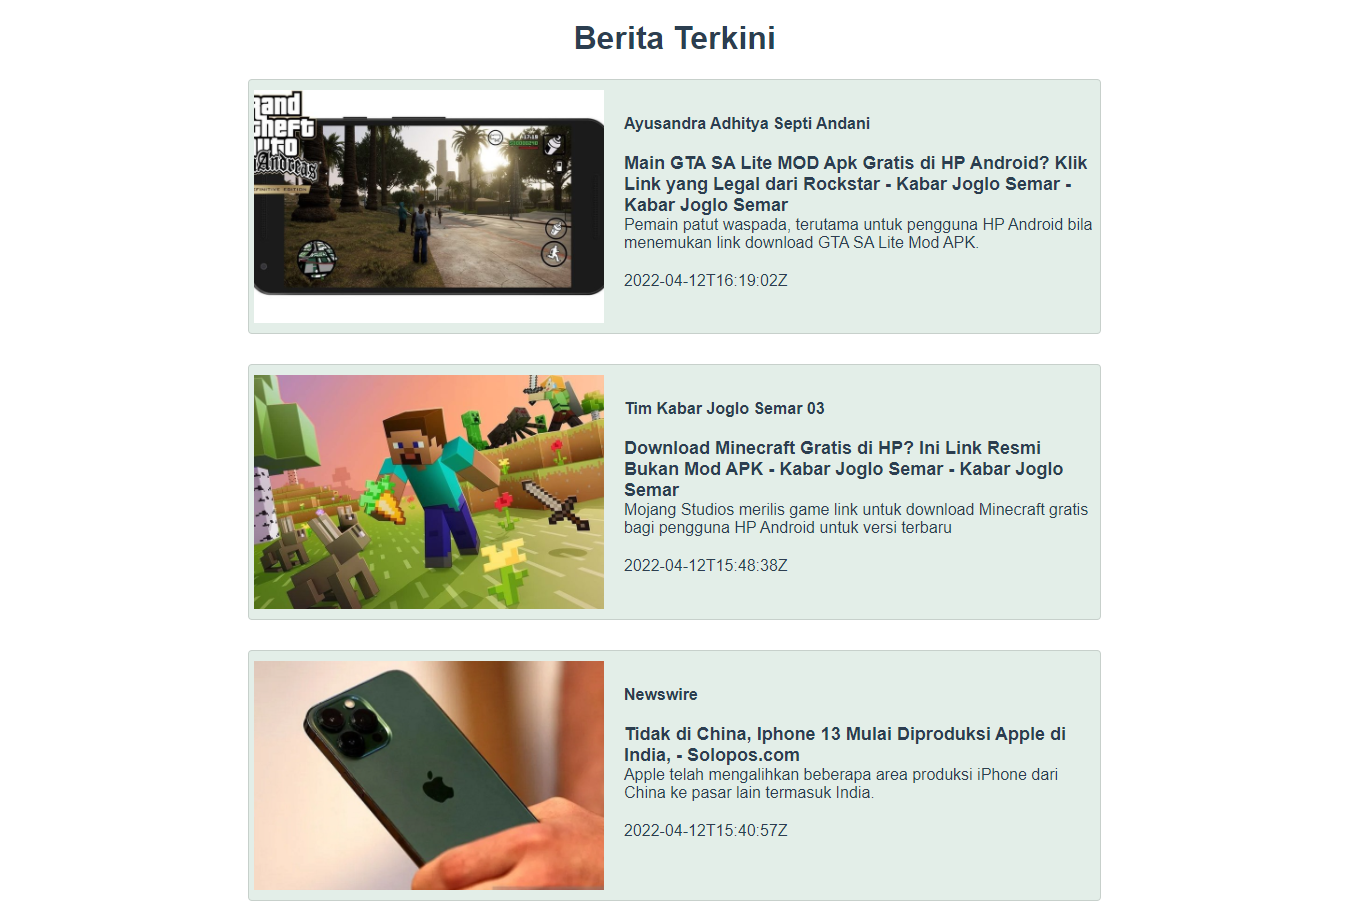 Berita Terkini
rand
theft
auto
Andreas
DEFINITIVE EDITION
Ayusandra Adhitya Septi Andani
Main GTA SA Lite MOD Apk Gratis di HP Android? Klik
Link yang Legal dari Rockstar - Kabar Joglo Semar -
Kabar Joglo Semar
Pemain patut waspada, terutama untuk pengguna HP Android bila
menemukan link download GTA SA Lite Mod APK.
2022-04-12T16:19:02Z
Tim Kabar Joglo Semar 03
Download Minecraft Gratis di HP? Ini Link Resmi
Bukan Mod APK - Kabar Joglo Semar - Kabar Joglo
Semar
Mojang Studios merilis game link untuk download Minecraft gratis
bagi pengguna HP Android untuk versi terbaru
2022-04-12T15:48:38Z
Newswire
Tidak di China, Iphone 13 Mulai Diproduksi Apple di
India, - Solopos.com
Apple telah mengalihkan beberapa area produksi iPhone dari
China ke pasar lain termasuk India.
2022-04-12T15:40:57Z